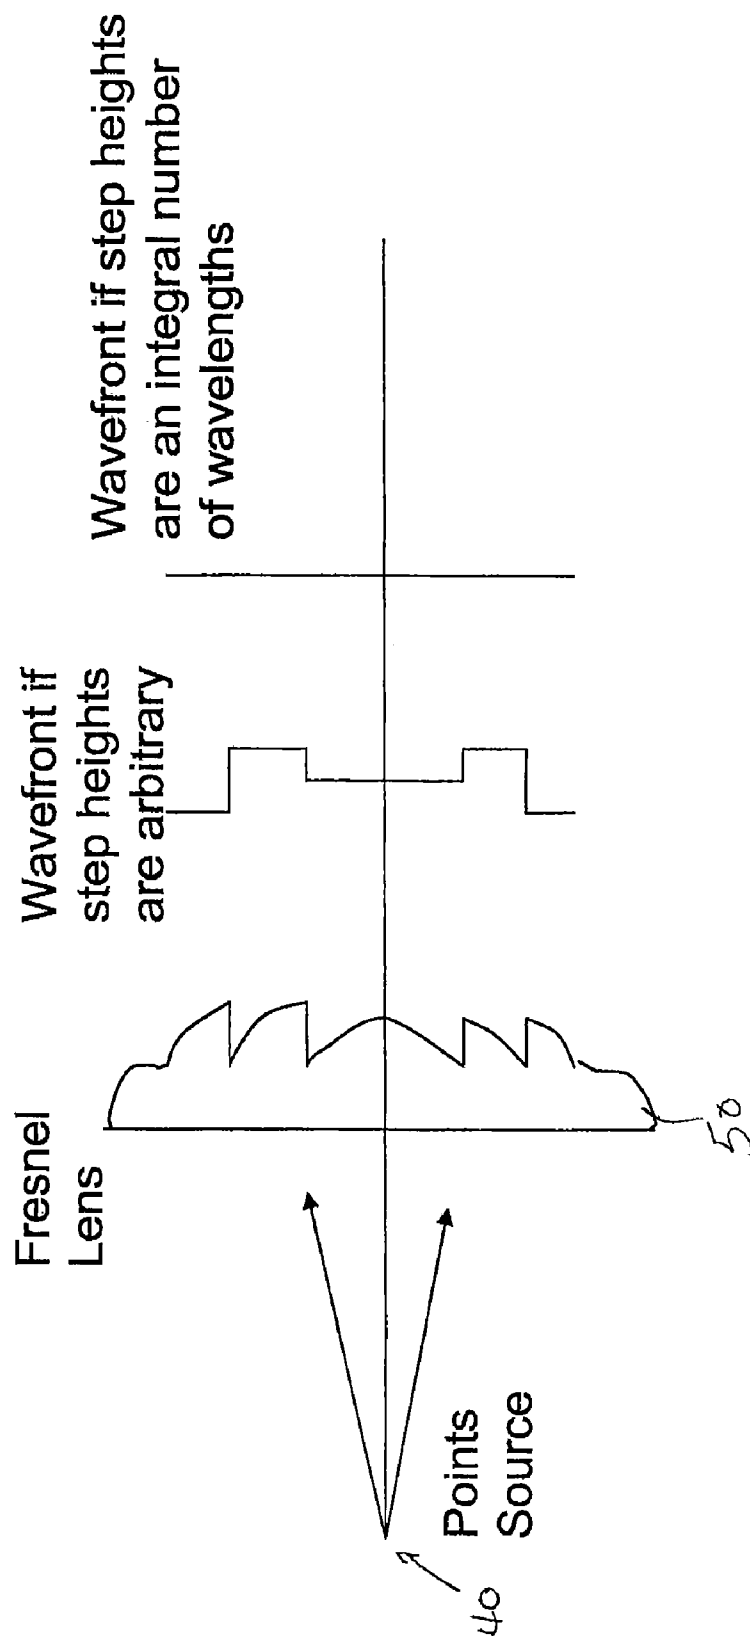 Fresnel
Lens
Wavefront if
step heights
are arbitrary
Wavefront if step heights
are an integral number
of wavelengths
Points
Source
40
50